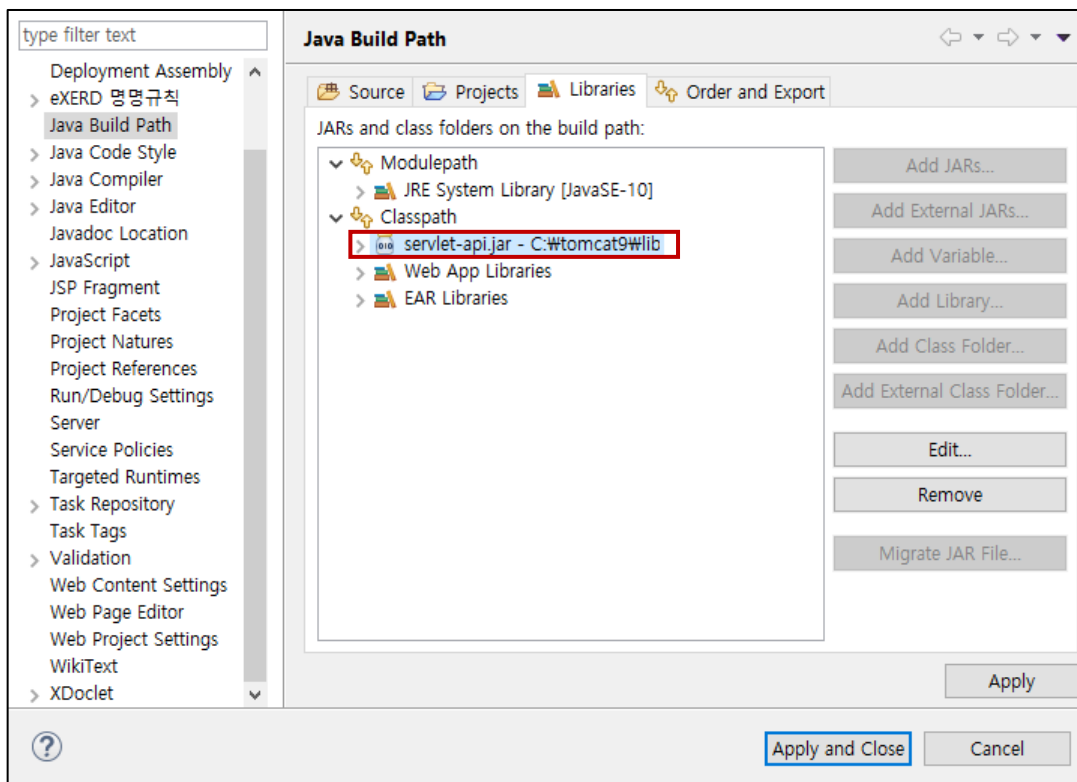 type filter text
Deployment Assembly
eXERD 명명규칙
Java Build Path
Java Code Style
Java Compiler
Java Editor
Javadoc Location
JavaScript
JSP Fragment
Project Facets
Project Natures
Project References
Run/Debug Settings
Server
Service Policies
Targeted Runtimes
Task Repository
Task Tags
Validation
Web Content Settings
Web Page Editor
Web Project Settings
WikiText
XDoclet
Java Build Path
Source Projects Libraries Order and Export
JARs and class folders on the build path:
Modulepath
JRE System Library [JavaSE-10]
Classpath
010 servlet-api.jar - C:₩tomcat9₩lib
Web App Libraries
EAR Libraries
Add JARs...
Add External JARs...
Add Variable...
Add Library...
Add Class Folder...
Add External Class Folder...
Edit...
Remove
Migrate JAR File...
Apply
?
Apply and Close
Cancel